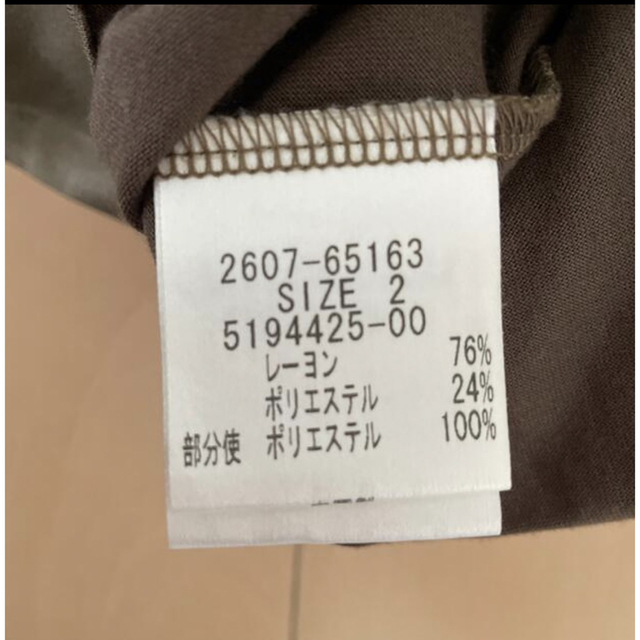 2607-65163
SIZE 2
5194425-00
レーヨン 76%
ポリエステル 24%
部分使 ポリエステル 100%